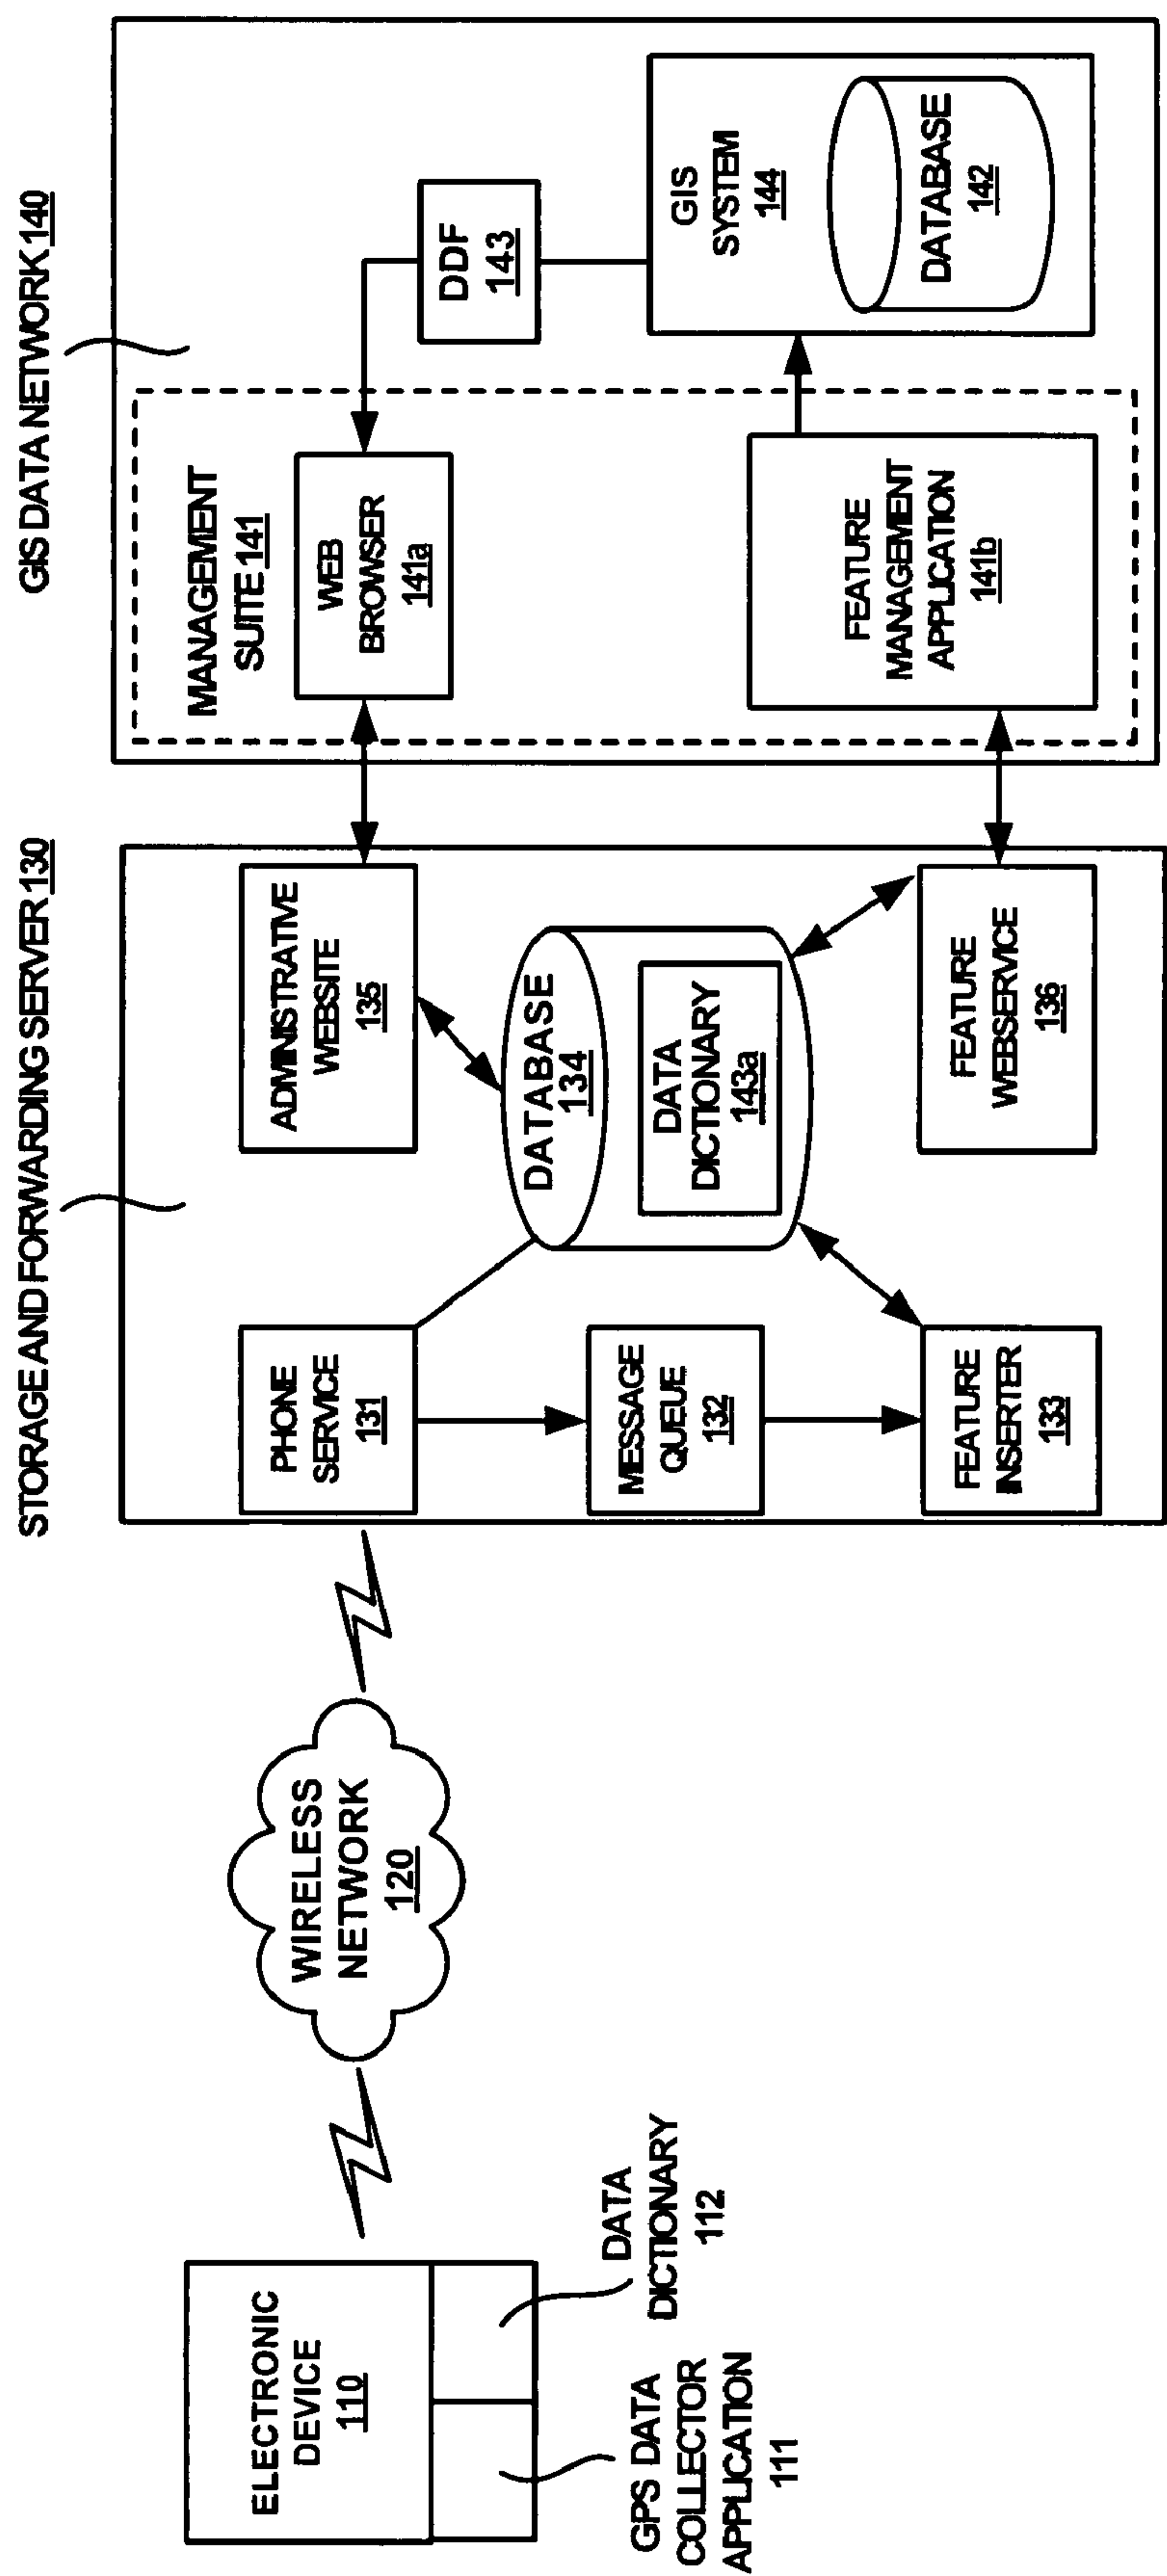 ELECTRONIC
DEVICE
110
GPS DATA
COLLECTOR
APPLICATION
111
DATA
DICTIONARY
112
WIRELESS
NETWORK
120
STORAGE AND FORWARDING SERVER 130
PHONE
SERVICE
131
MESSAGE
QUEUE
132
FEATURE
INSERTER
133
DATABASE
134
DATA
DICTIONARY
143a
ADMINISTRATIVE
WEBSITE
135
FEATURE
WEBSERVICE
136
GIS DATA NETWORK 140
MANAGEMENT
SUITE 141
WEB
BROWSER
141a
FEATURE
MANAGEMENT
APPLICATION
141b
DDF
143
GIS
SYSTEM
144
DATABASE
142